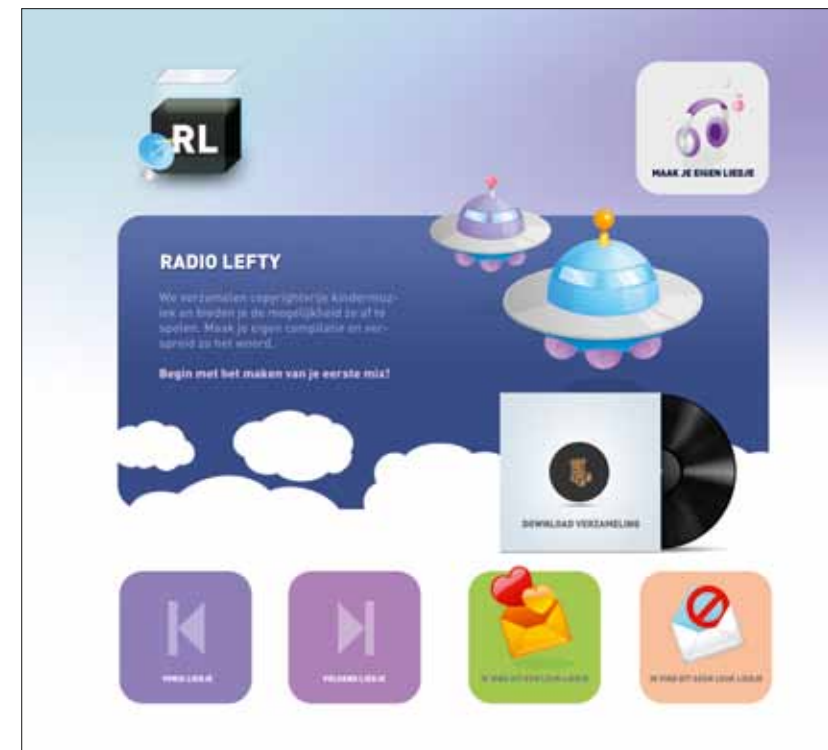 RL
MAAK JE EIGEN LIEDJE
RADIO LEFTY
We verzamelen copyrightvrije kindermuz-
iek en bieden je de mogelijkheid ze af te
spelen. Maak je eigen compilatie en ver-
spreid zo het woord.
Begin met het maken van je eerste mix!
DOWNLOAD VERZAMELING
VORIG LIEDJE
VOLGEND LIEDJE
IK VIND DIT EEN LEUK LIEDJE
IK VIND DIT GEEN LEUK LIEDJE